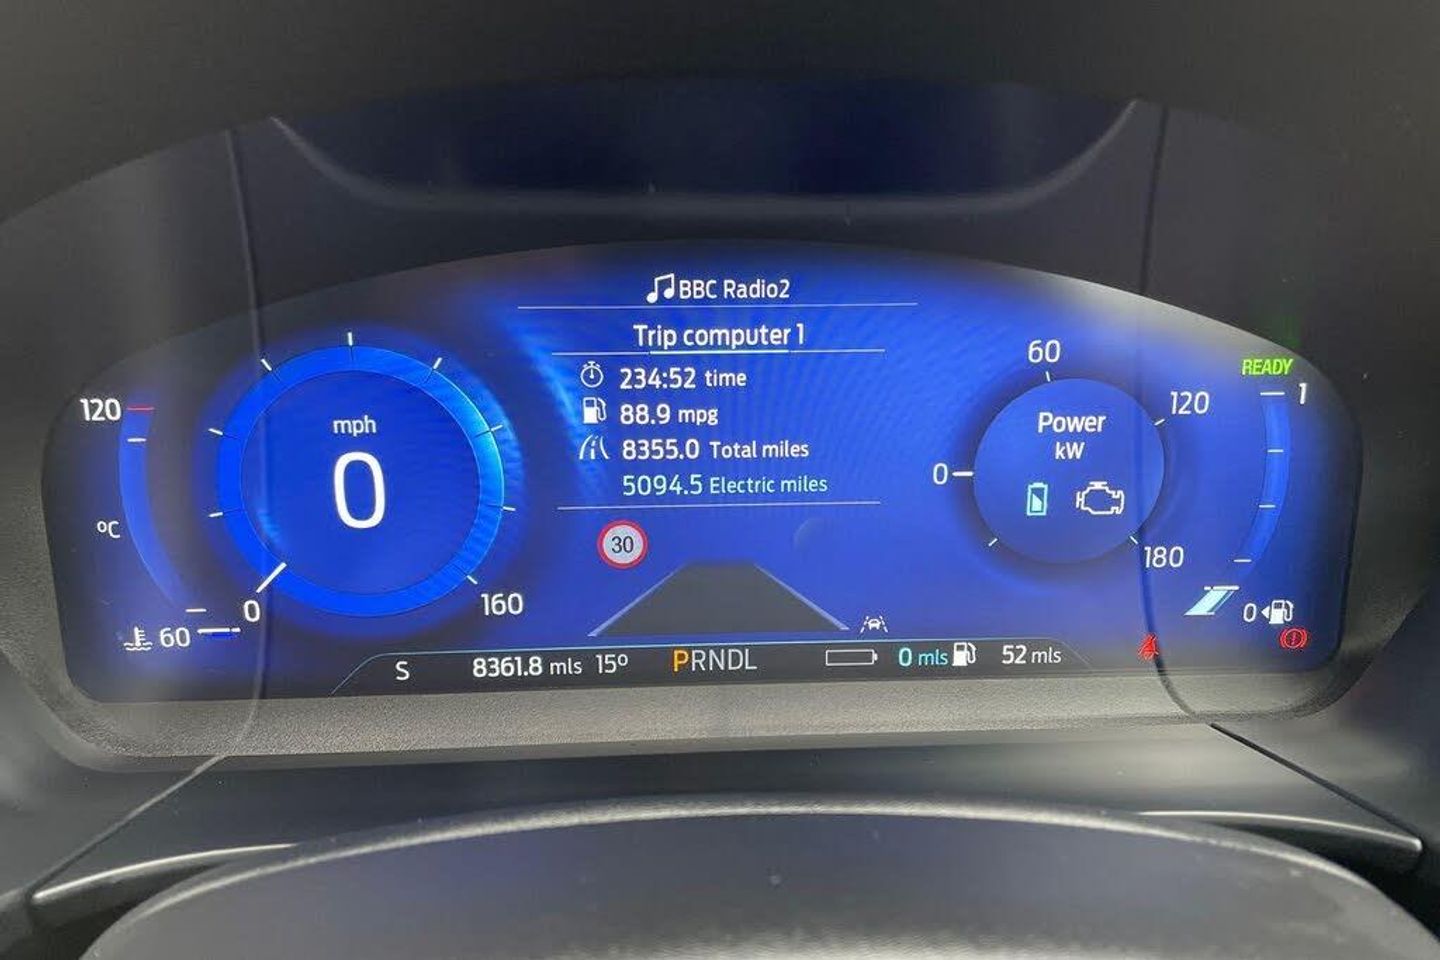 BBC Radio2
Trip computer 1
234:52 time
88.9 mpg
8355.0 Total miles
5094.5 Electric miles
30
120
ºC
60
mph
0
0
160
60
0
120
Power
kW
180
READY
1
0
S 8361.8 mls 15º PRNDL 0 mls 52 mls